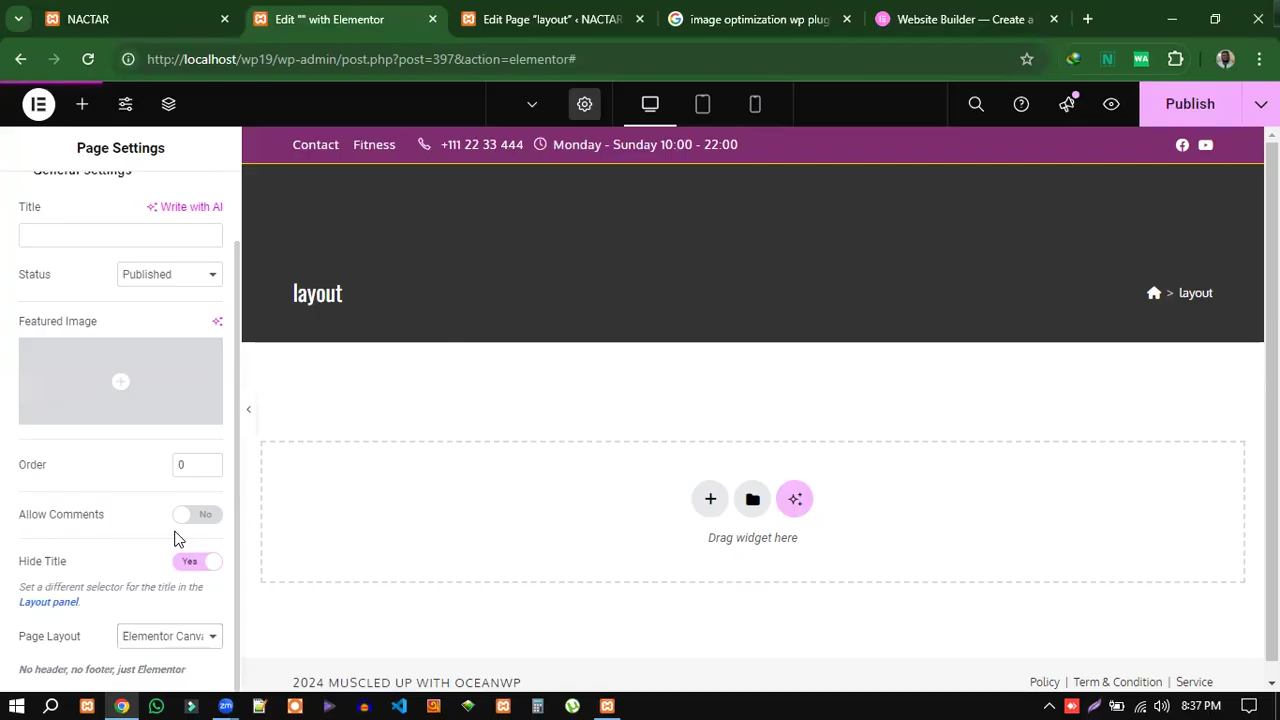 NACTAR
Edit "" with Elementor
Edit Page “layout” ‹ NACTAR
image optimization wp plug
Website Builder — Create a
http://localhost/wp19/wp-admin/post.php?post=397&action=elementor#
Publish
Page Settings
General Settings
Title
Write with AI
Status
Published
Featured Image
Order
0
Allow Comments
No
Hide Title
Yes
Set a different selector for the title in the
Layout panel.
Page Layout
Elementor Canva
No header, no footer, just Elementor
Contact Fitness +111 22 33 444 Monday - Sunday 10:00 - 22:00
layout
> layout
Drag widget here
2024 MUSCLED UP WITH OCEANWP
Policy | Term & Condition | Service
N
WA
8:37 PM